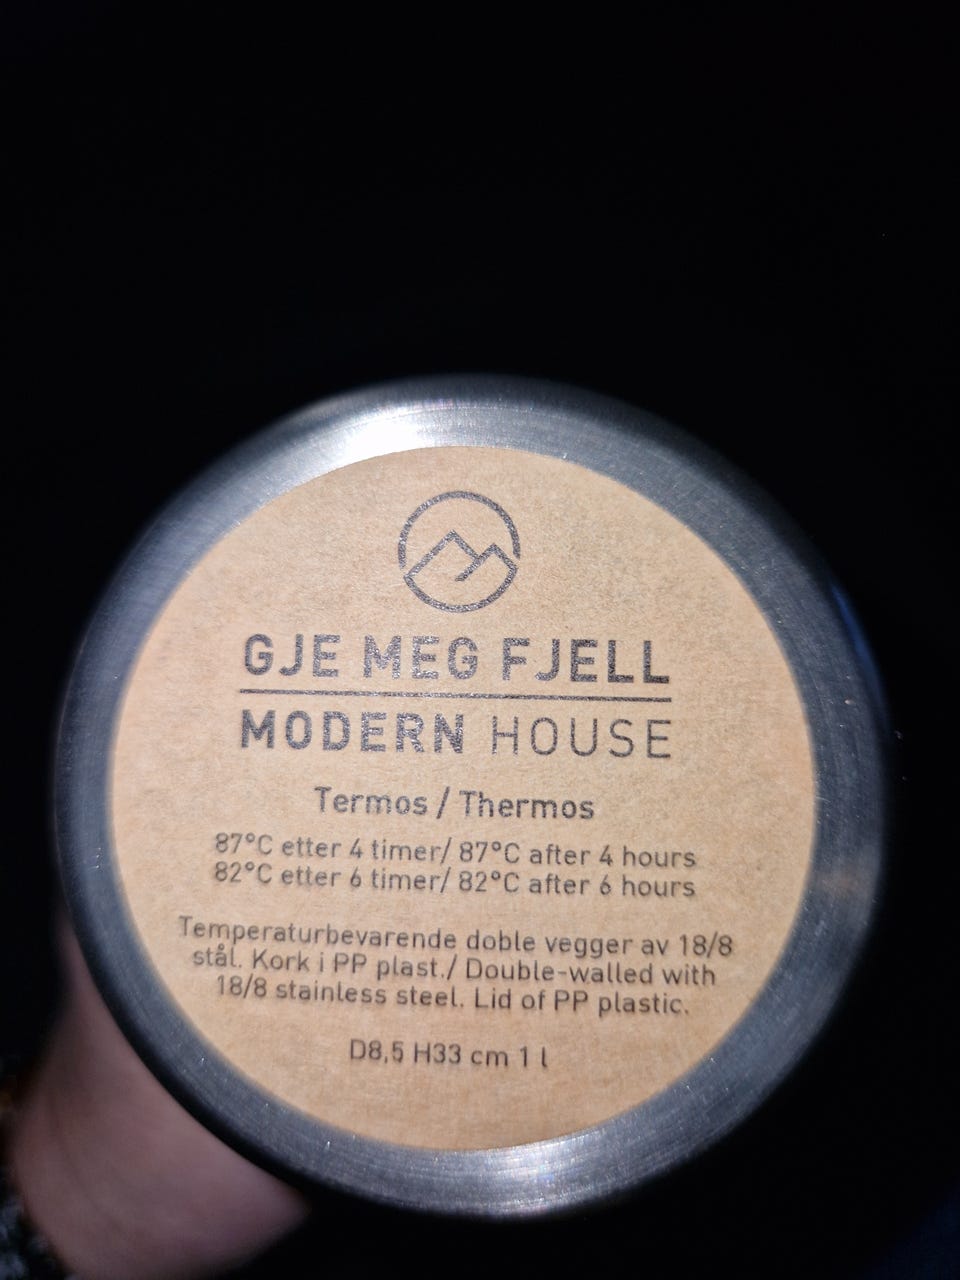 GJE MEG FJELL
MODERN HOUSE
Termos / Thermos
87°C etter 4 timer/ 87°C after 4 hours
82°C etter 6 timer/ 82°C after 6 hours
Temperaturbevarende doble vegger av 18/8
stål. Kork i PP plast./ Double-walled with
18/8 stainless steel. Lid of PP plastic.
D8,5 H33 cm 1 l